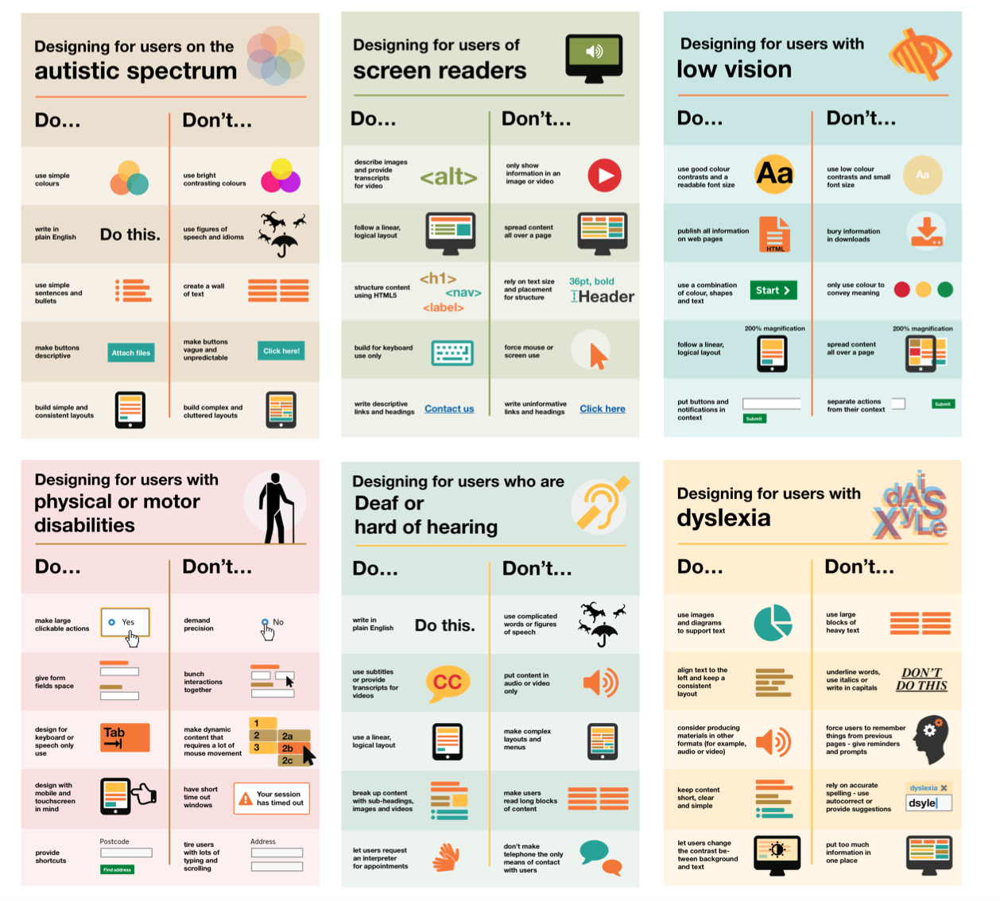 Designing for users on the
autistic spectrum
Do...
Don't...
use simple
colours
use bright
contrasting colours
write in
plain English
Do this.
use figures of
speech and idioms
use simple
sentences and
bullets
create a wall
of text
make buttons
descriptive
Attach files
make buttons
vague and
unpredictable
Click here!
build simple and
consistent layouts
build complex and
cluttered layouts
Designing for users of
screen readers
Do...
Don't...
describe images
and provide
transcripts
for video
<alt>
only show
information in an
image or video
follow a linear,
logical layout
spread content
all over a page
structure content
using HTML5
<h1>
<nav>
<label>
rely on text size
and placement
for structure
36pt, bold
Header
build for keyboard
use only
force mouse or
screen use
write descriptive
links and headings
Contact us
write uninformative
links and headings
Click here
Designing for users with
low vision
Do...
Don't...
use good colour
contrasts and a
readable font size
Aa
use low colour
contrasts and small
font size
Aa
publish all information
on web pages
HTML
bury information
in downloads
use a combination
of colour, shapes
and text
Start >
only use colour to
convey meaning
follow a linear,
logical layout
200% magnification
spread content
all over a page
200% magnification
put buttons and
notifications in
context
Submit
separate actions
from their context
Submit
Designing for users with
physical or motor
disabilities
Do...
Don't...
make large
clickable actions
Yes
demand
precision
No
give form
fields space
bunch
interactions
together
design for
keyboard or
speech only
use
Tab
make dynamic
content that
requires a lot of
mouse movement
1
2
3
2a
2b
2c
design with
mobile and
touchscreen
in mind
have short
time out
windows
Your session
has timed out
provide
shortcuts
Postcode
Find address
tire users
with lots of
typing and
scrolling
Address
Designing for users who are
Deaf or
hard of hearing
Do...
Don't...
write in
plain English
Do this.
use complicated
words or figures
of speech
use subtitles
or provide
transcripts for
videos
CC
put content in
audio or video
only
use a linear,
logical layout
make complex
layouts and
menus
break up content
with sub-headings,
images and videos
make users
read long blocks
of content
let users request
an interpreter
for appointments
don't make
telephone the only
means of contact
with users
Designing for users with
dyslexia
dyslexia
Do...
Don't...
use images
and diagrams
to support text
use large
blocks of
heavy text
align text to the
left and keep a
consistent
layout
underline words,
use italics or
write in capitals
DON'T
DO THIS
consider producing
materials in other
formats (for example,
audio or video)
force users to remember
things from previous
pages - give reminders
and prompts
keep content
short, clear
and simple
rely on accurate
spelling - use
autocorrect or
provide suggestions
dyslexia X
dsyle
let users change
the contrast be-
tween background
and text
put too much
information in
one place